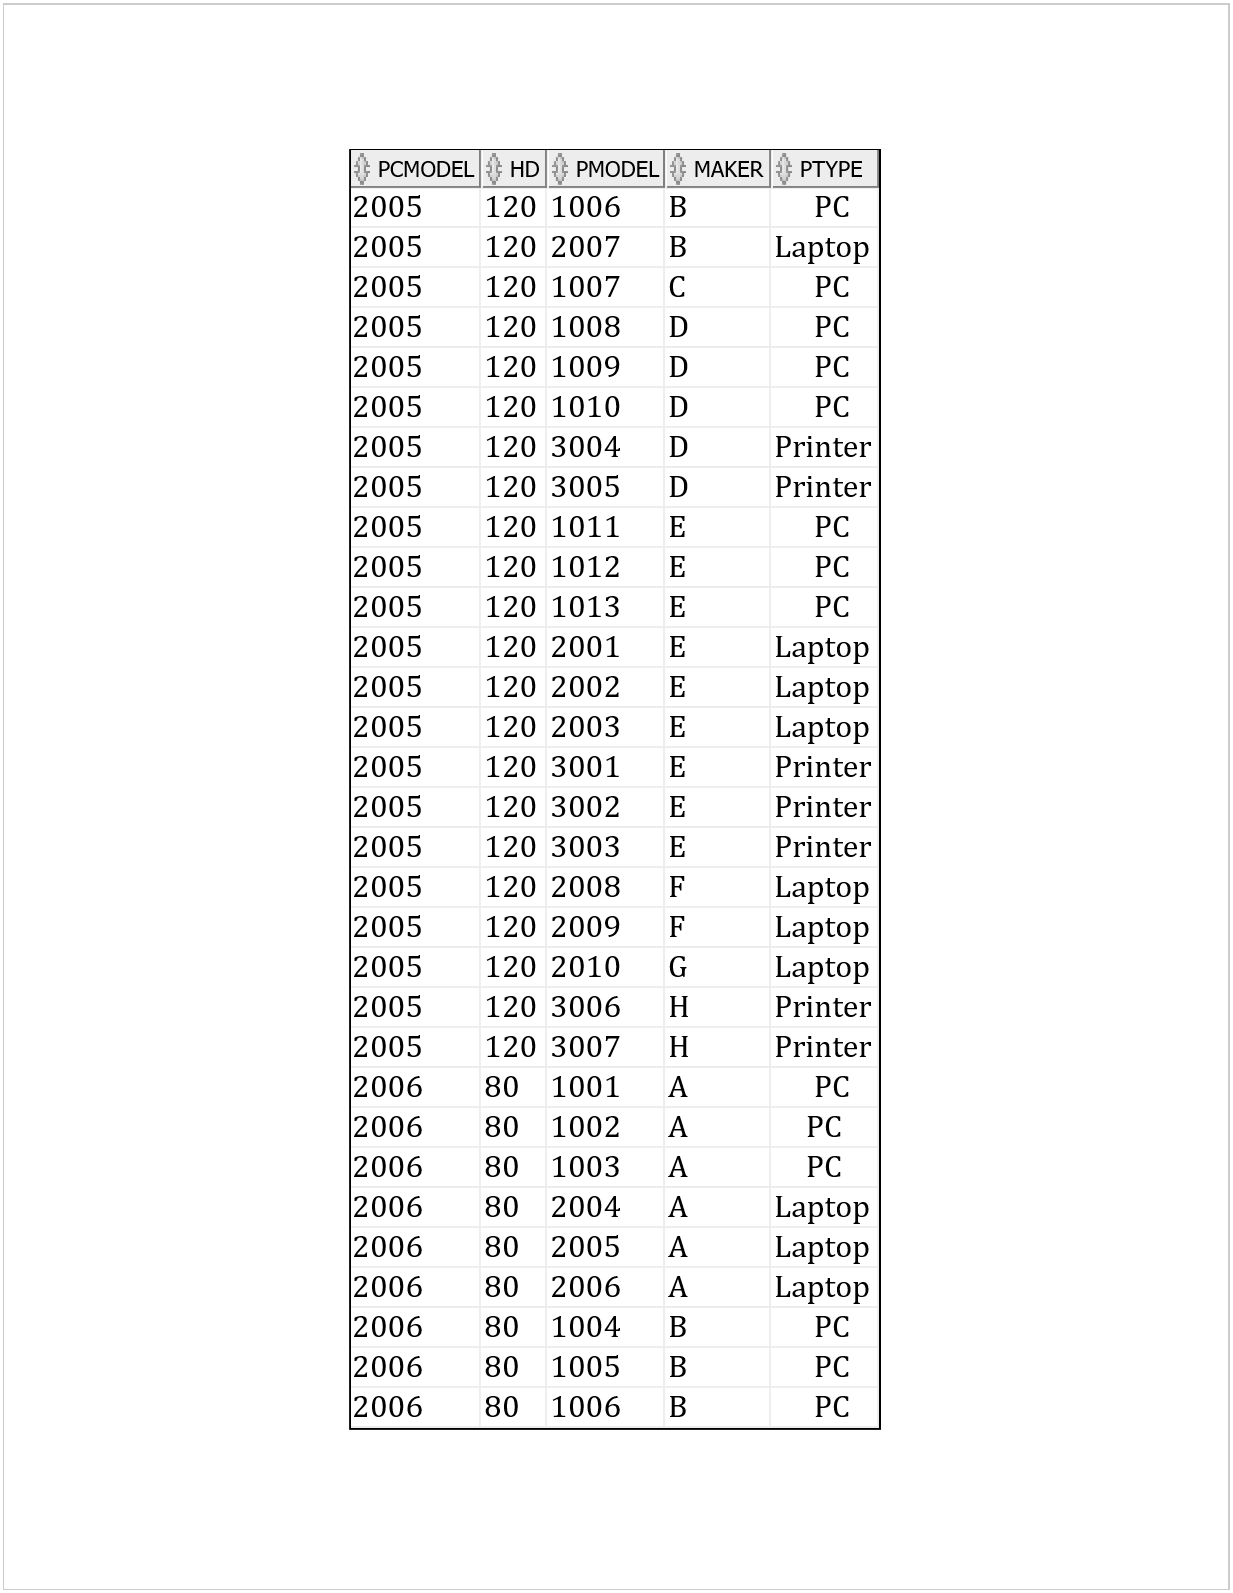 PCMODEL HD PMODEL MAKER PTYPE
2005 120 1006 B PC
2005 120 2007 B Laptop
2005 120 1007 C PC
2005 120 1008 D PC
2005 120 1009 D PC
2005 120 1010 D PC
2005 120 3004 D Printer
2005 120 3005 D Printer
2005 120 1011 E PC
2005 120 1012 E PC
2005 120 1013 E PC
2005 120 2001 E Laptop
2005 120 2002 E Laptop
2005 120 2003 E Laptop
2005 120 3001 E Printer
2005 120 3002 E Printer
2005 120 3003 E Printer
2005 120 2008 F Laptop
2005 120 2009 F Laptop
2005 120 2010 G Laptop
2005 120 3006 H Printer
2005 120 3007 H Printer
2006 80 1001 A PC
2006 80 1002 A PC
2006 80 1003 A PC
2006 80 2004 A Laptop
2006 80 2005 A Laptop
2006 80 2006 A Laptop
2006 80 1004 B PC
2006 80 1005 B PC
2006 80 1006 B PC